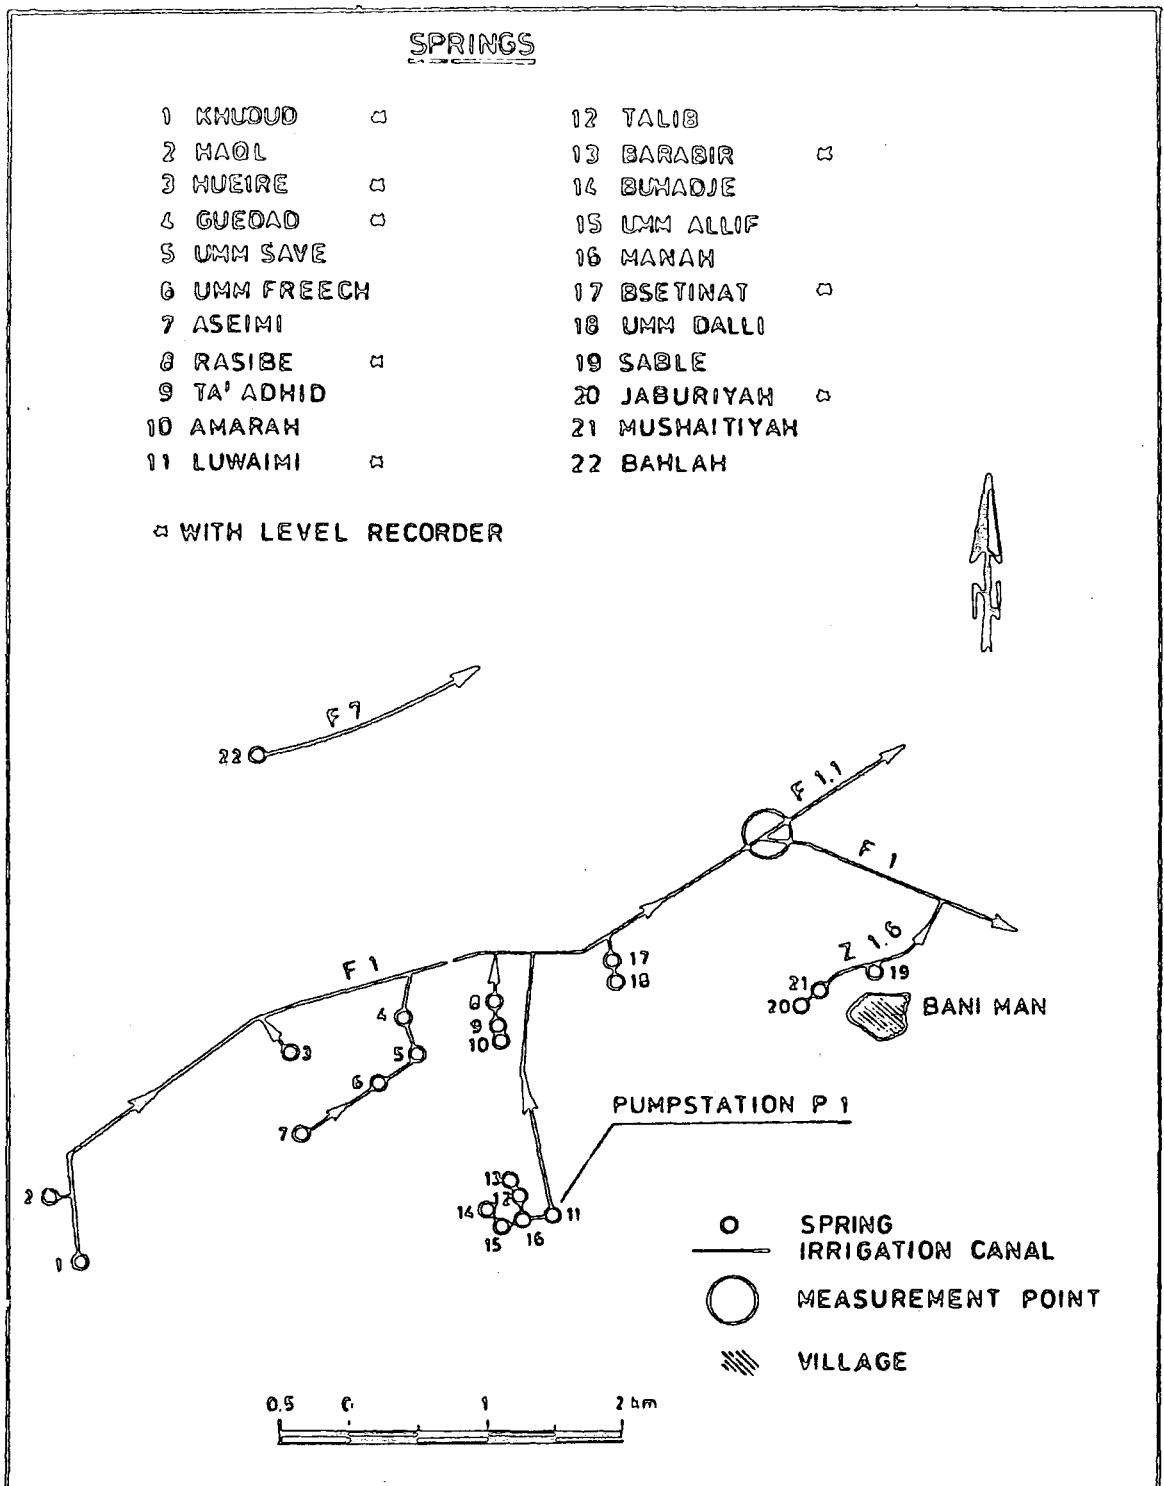 SPRINGS
1 KHUDUD ¤
2 HAQL
3 HUEIRE ¤
4 GUEDAD ¤
5 UMM SAVE
6 UMM FREECH
7 ASEIMI
8 RASIBE ¤
9 TA' ADHID
10 AMARAH
11 LUWAIMI ¤
12 TALIB
13 BARABIR ¤
14 BUHADJE
15 UMM ALLIF
16 MANAH
17 BSETINAT ¤
18 UMM DALLI
19 SABLE
20 JABURIYAH ¤
21 MUSHAITIYAH
22 BAHLAH
¤ WITH LEVEL RECORDER
N
F 7
22
F 1.1
F 1
F 1
Z 1.6
17
18
19
21
20
BANI MAN
8
9
10
4
5
3
6
7
PUMPSTATION P 1
2
1
13
12
14
11
15
16
SPRING
IRRIGATION CANAL
MEASUREMENT POINT
VILLAGE
0.5 0 1 2 km